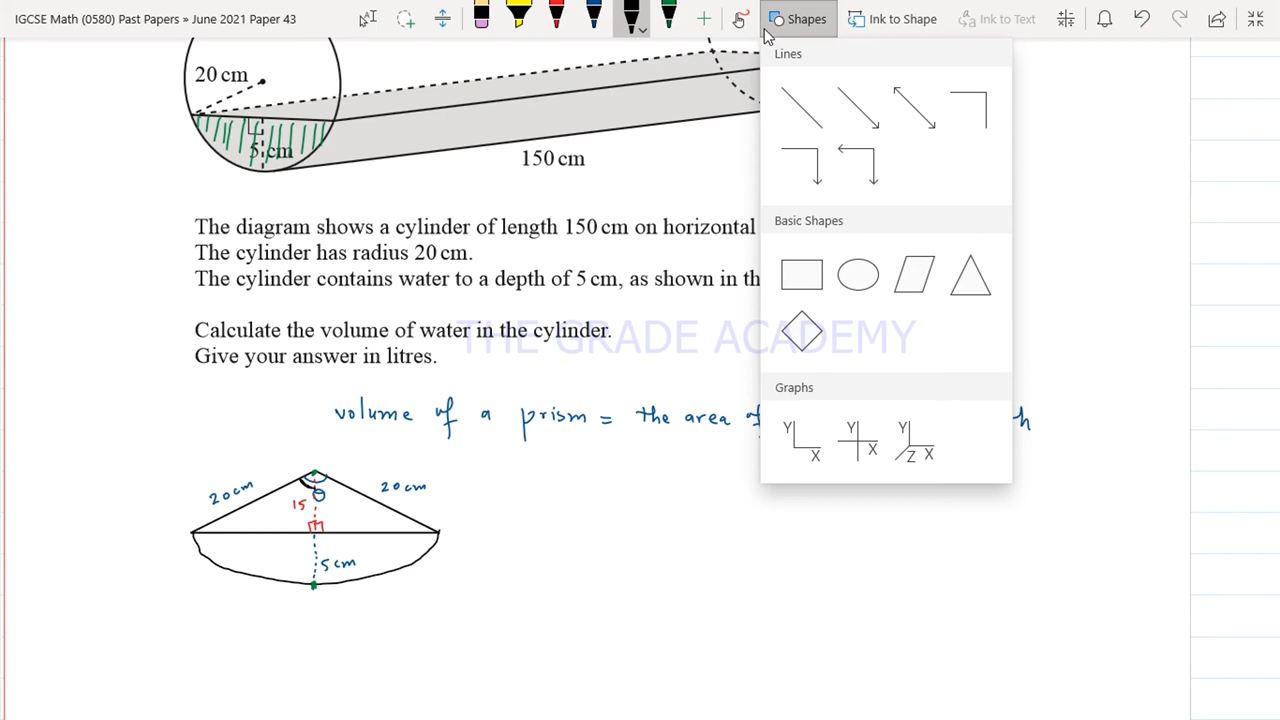 IGCSE Math (0580) Past Papers » June 2021 Paper 43
Shapes
Ink to Shape
Ink to Text
Lines
20 cm
5 cm
150 cm
Basic Shapes
The diagram shows a cylinder of length 150 cm on horizontal
The cylinder has radius 20 cm.
The cylinder contains water to a depth of 5 cm, as shown in th
Calculate the volume of water in the cylinder.
THE GRADE ACADEMY
Give your answer in litres.
Graphs
volume of a prism = the area of
h
Y X
Y X
Y Z X
20 cm
20 cm
15
5 cm